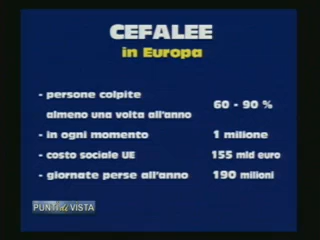 CEFALEE
in Europa
- persone colpite
almeno una volta all'anno
60 - 90 %
- in ogni momento
1 milione
- costo sociale UE
155 mld euro
- giornate perse all'anno
190 milioni
PUNTI di VISTA